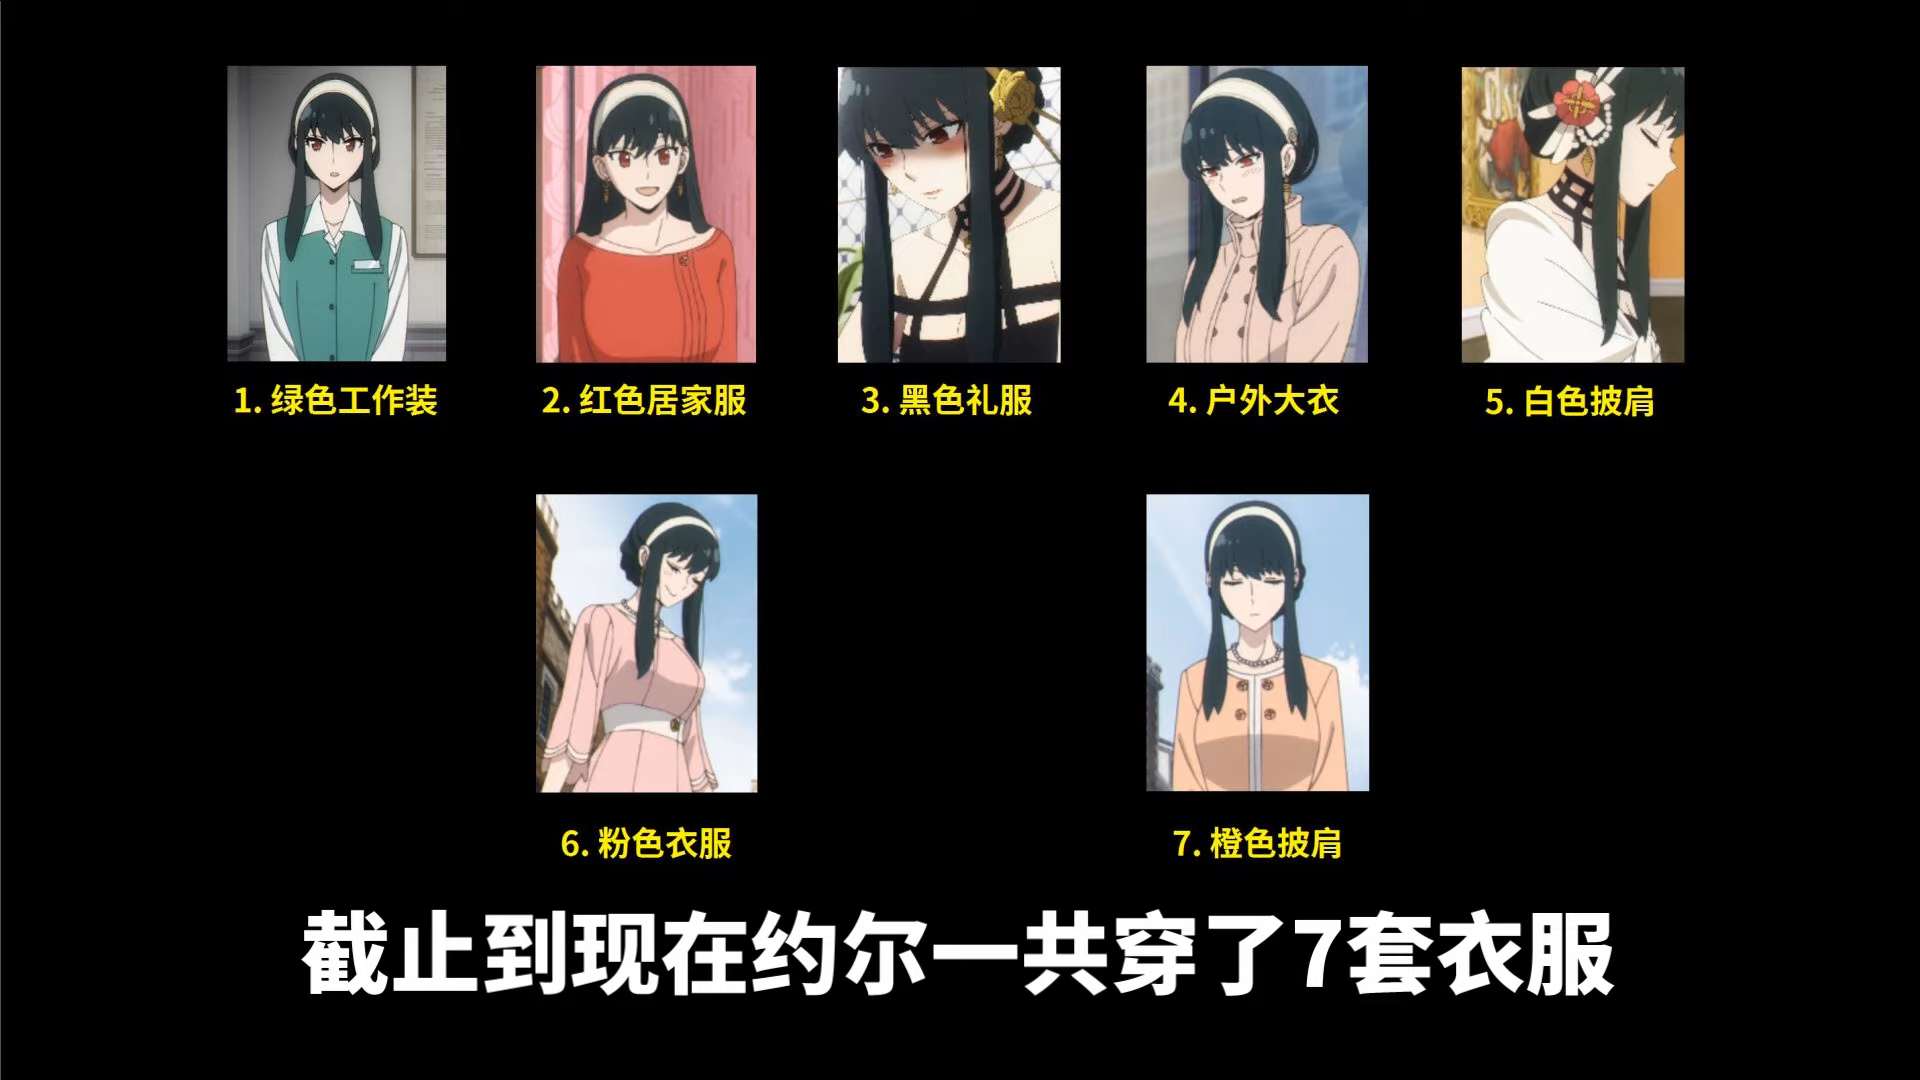 1. 绿色工作装
2. 红色居家服
3. 黑色礼服
4. 户外大衣
5. 白色披肩
6. 粉色衣服
7. 橙色披肩
截止到现在约尔一共穿了7套衣服